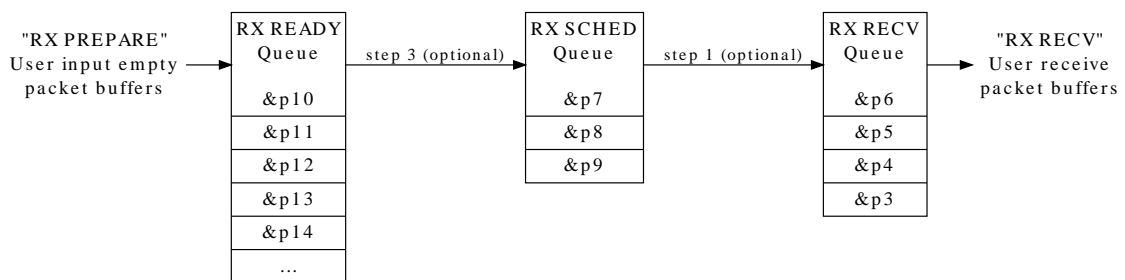 "RX PREPARE"
User input empty
packet buffers
RX READY
Queue
&p10
&p11
&p12
&p13
&p14
...
step 3 (optional)
RX SCHED
Queue
&p7
&p8
&p9
step 1 (optional)
RX RECV
Queue
&p6
&p5
&p4
&p3
"RX RECV"
User receive
packet buffers